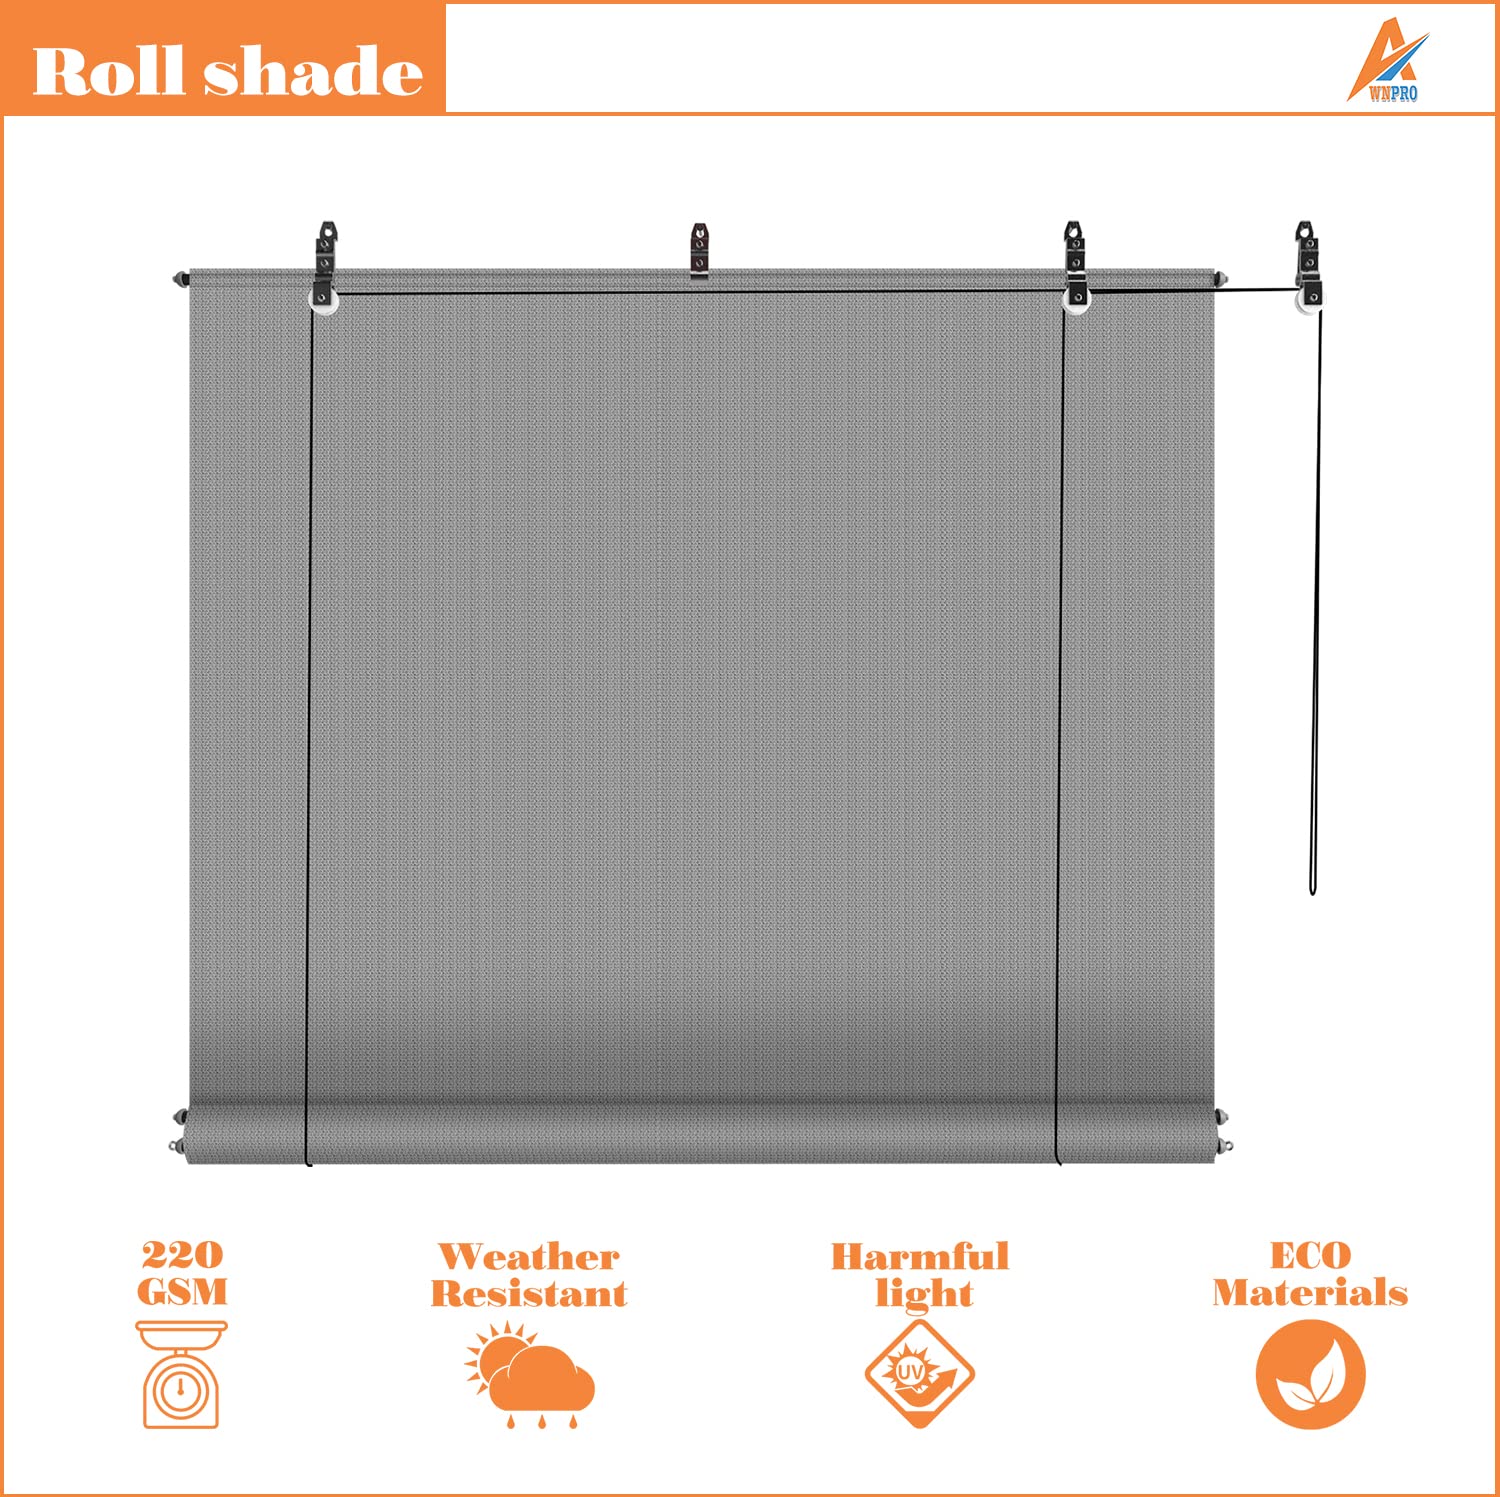 Roll shade
A
WNPRO
220
GSM
Weather
Resistant
Harmful
light
ECO
Materials
UV